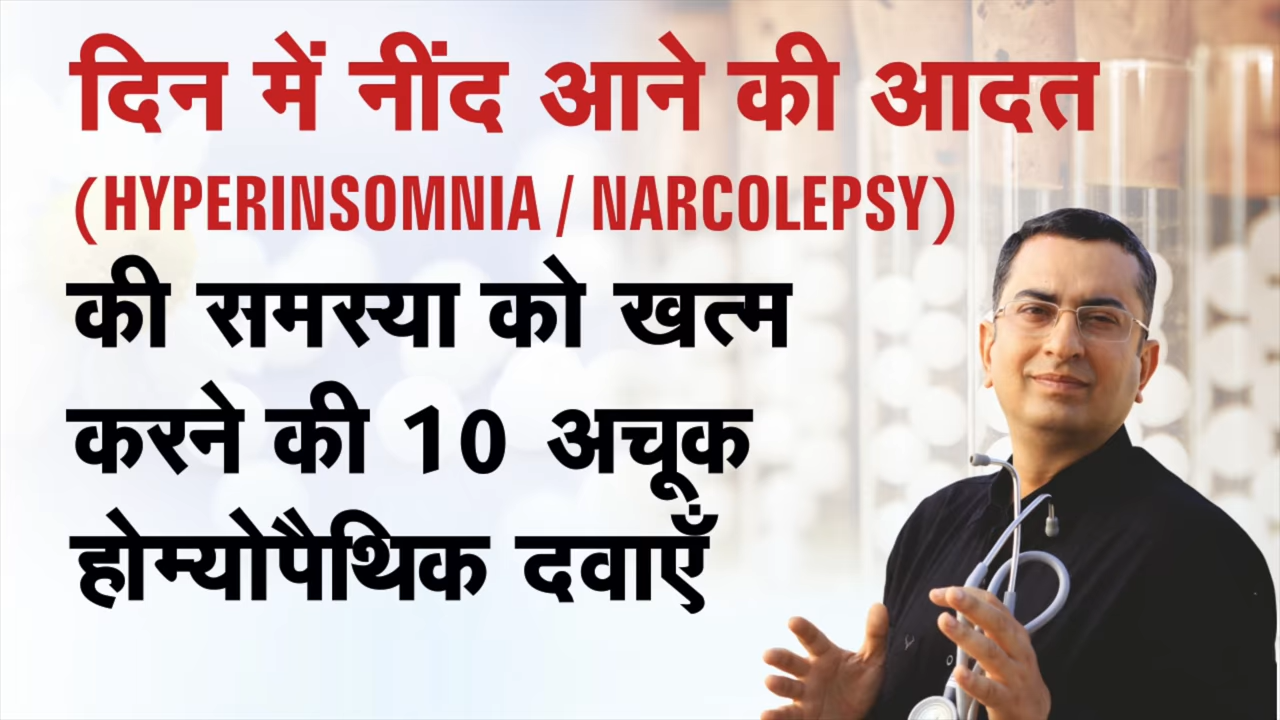 दिन में नींद आने की आदत
(HYPERINSOMNIA / NARCOLEPSY)
की समस्या को खत्म
करने की 10 अचूक
होम्योपैथिक दवाएँ